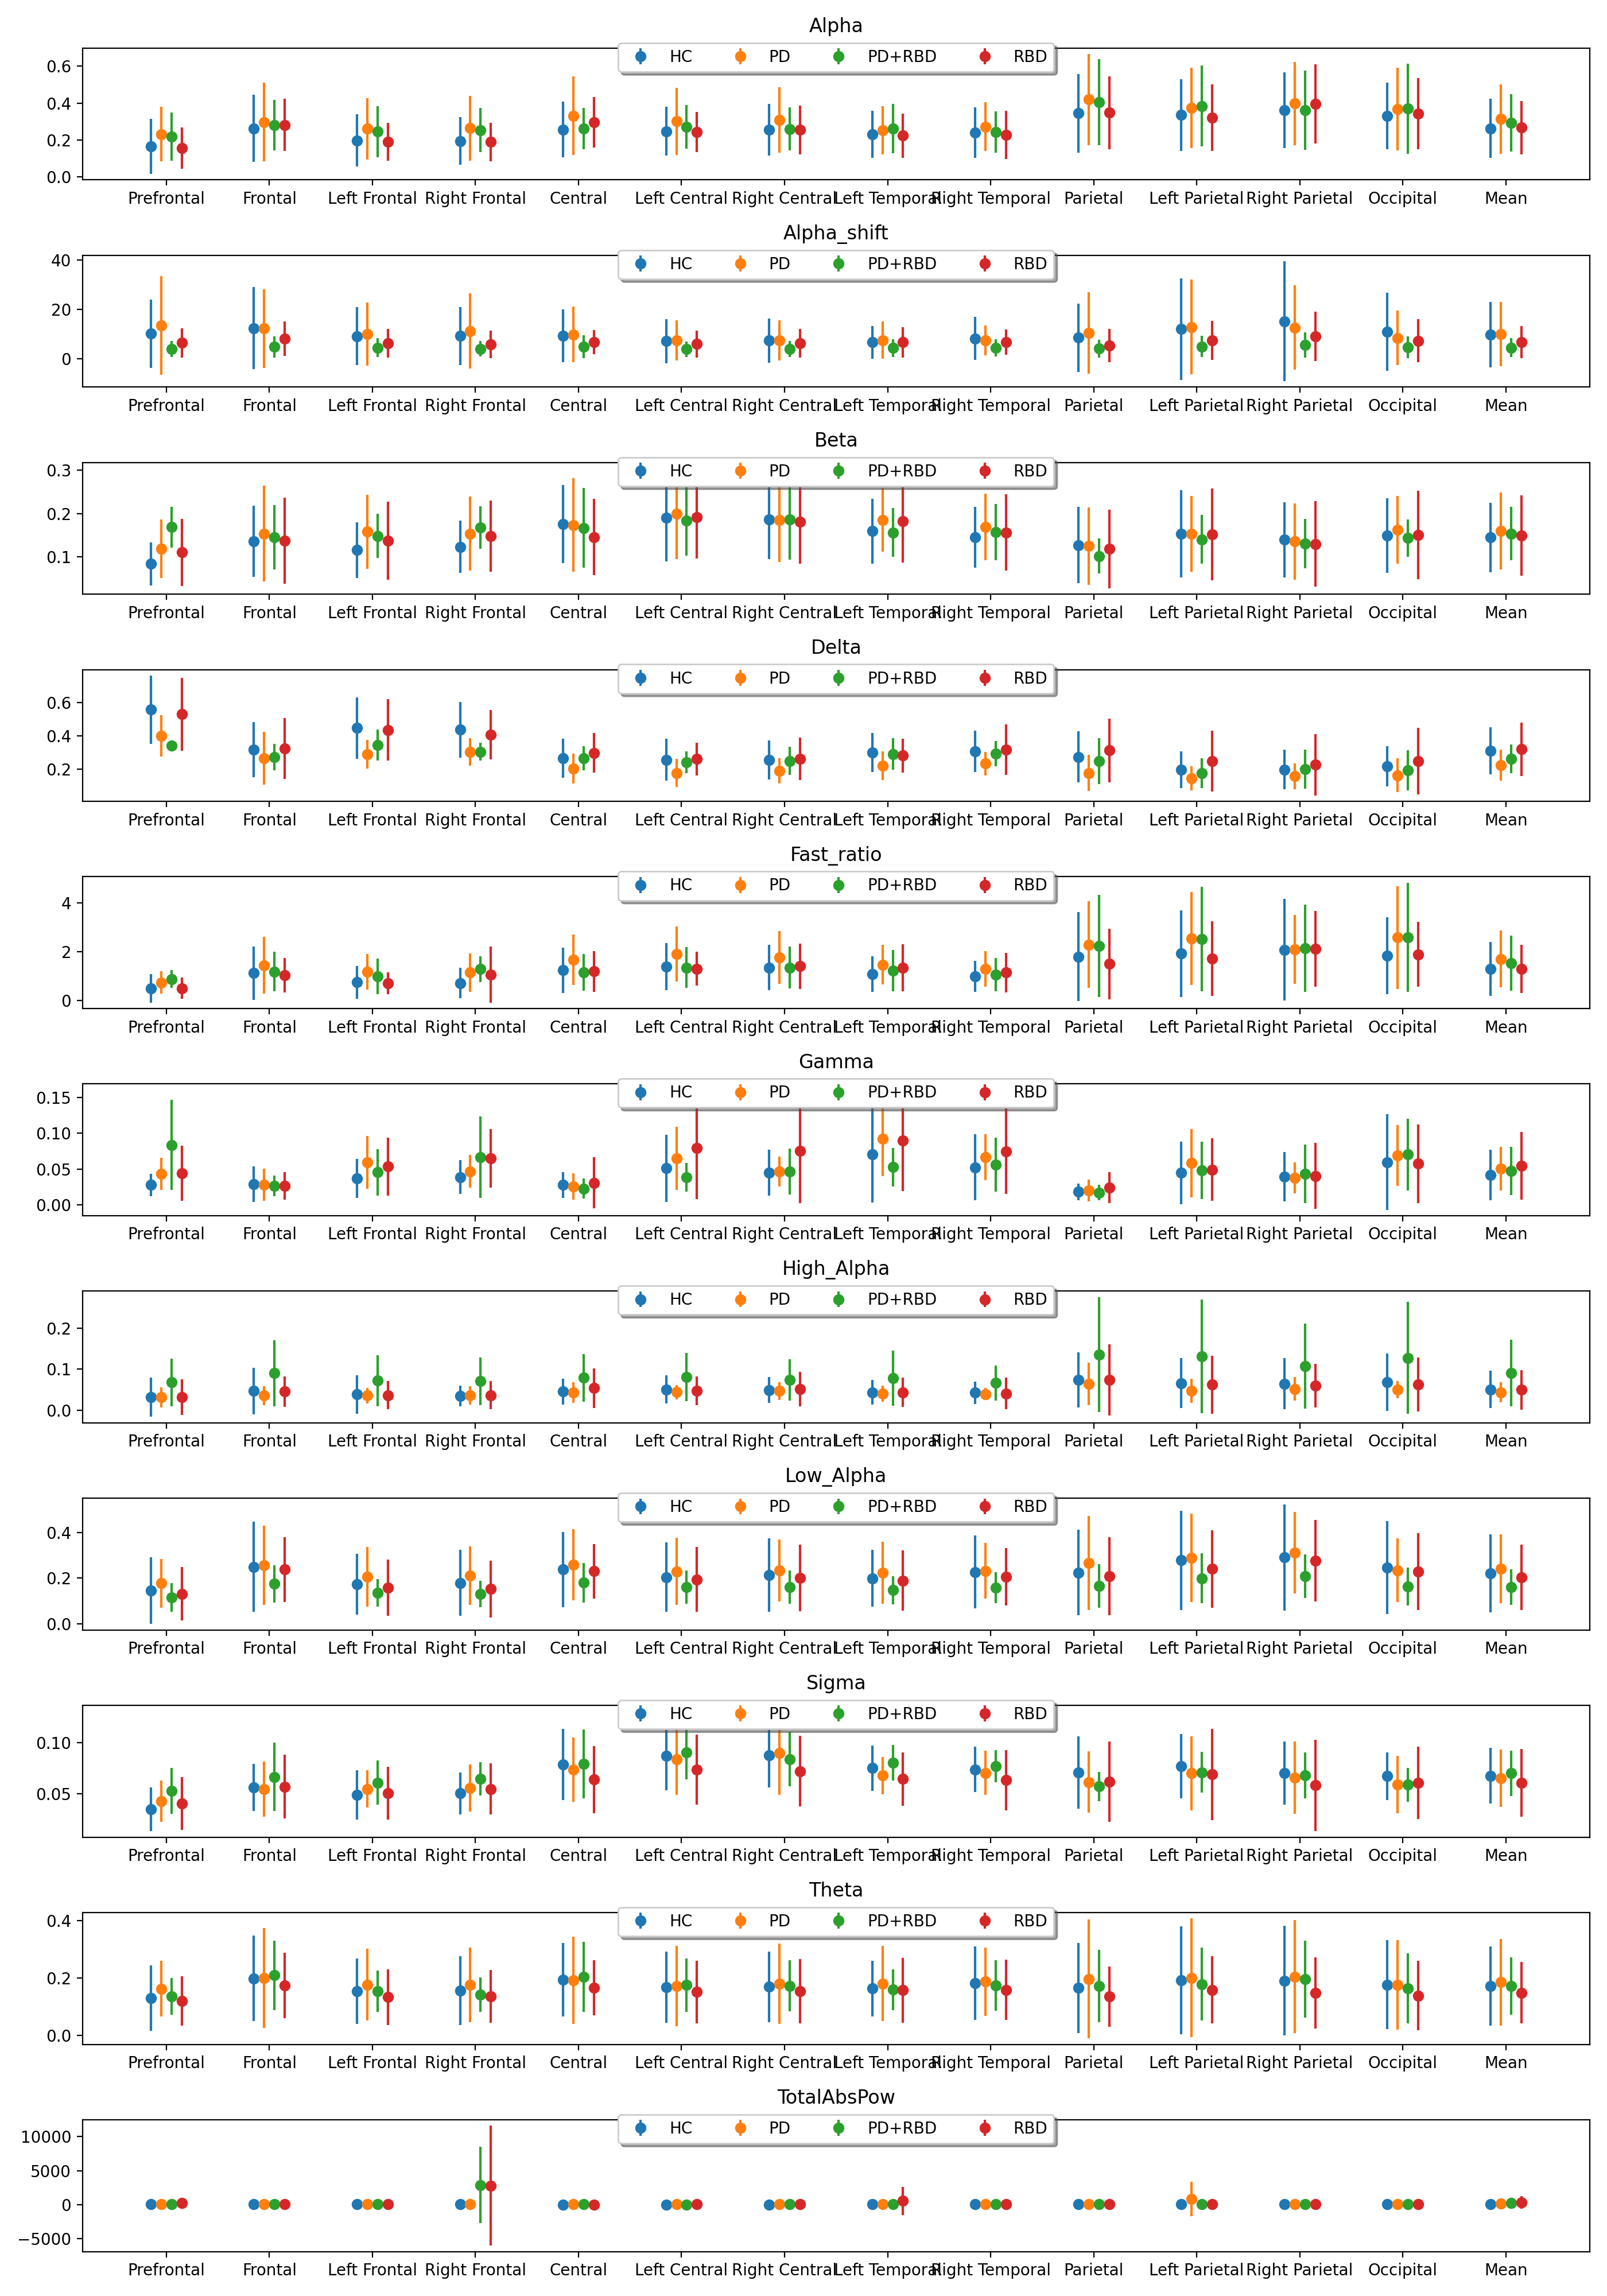 Alpha
HC PD PD+RBD RBD
0.6
0.4
0.2
0.0
Prefrontal Frontal Left Frontal Right Frontal Central Left Central Right Central Left Temporal Right Temporal Parietal Left Parietal Right Parietal Occipital Mean
Alpha_shift
HC PD PD+RBD RBD
40
20
0
Prefrontal Frontal Left Frontal Right Frontal Central Left Central Right Central Left Temporal Right Temporal Parietal Left Parietal Right Parietal Occipital Mean
Beta
HC PD PD+RBD RBD
0.3
0.2
0.1
Prefrontal Frontal Left Frontal Right Frontal Central Left Central Right Central Left Temporal Right Temporal Parietal Left Parietal Right Parietal Occipital Mean
Delta
HC PD PD+RBD RBD
0.6
0.4
0.2
Prefrontal Frontal Left Frontal Right Frontal Central Left Central Right Central Left Temporal Right Temporal Parietal Left Parietal Right Parietal Occipital Mean
Fast_ratio
HC PD PD+RBD RBD
4
2
0
Prefrontal Frontal Left Frontal Right Frontal Central Left Central Right Central Left Temporal Right Temporal Parietal Left Parietal Right Parietal Occipital Mean
Gamma
HC PD PD+RBD RBD
0.15
0.10
0.05
0.00
Prefrontal Frontal Left Frontal Right Frontal Central Left Central Right Central Left Temporal Right Temporal Parietal Left Parietal Right Parietal Occipital Mean
High_Alpha
HC PD PD+RBD RBD
0.2
0.1
0.0
Prefrontal Frontal Left Frontal Right Frontal Central Left Central Right Central Left Temporal Right Temporal Parietal Left Parietal Right Parietal Occipital Mean
Low_Alpha
HC PD PD+RBD RBD
0.4
0.2
0.0
Prefrontal Frontal Left Frontal Right Frontal Central Left Central Right Central Left Temporal Right Temporal Parietal Left Parietal Right Parietal Occipital Mean
Sigma
HC PD PD+RBD RBD
0.10
0.05
Prefrontal Frontal Left Frontal Right Frontal Central Left Central Right Central Left Temporal Right Temporal Parietal Left Parietal Right Parietal Occipital Mean
Theta
HC PD PD+RBD RBD
0.4
0.2
0.0
Prefrontal Frontal Left Frontal Right Frontal Central Left Central Right Central Left Temporal Right Temporal Parietal Left Parietal Right Parietal Occipital Mean
TotalAbsPow
HC PD PD+RBD RBD
10000
5000
0
−5000
Prefrontal Frontal Left Frontal Right Frontal Central Left Central Right Central Left Temporal Right Temporal Parietal Left Parietal Right Parietal Occipital Mean